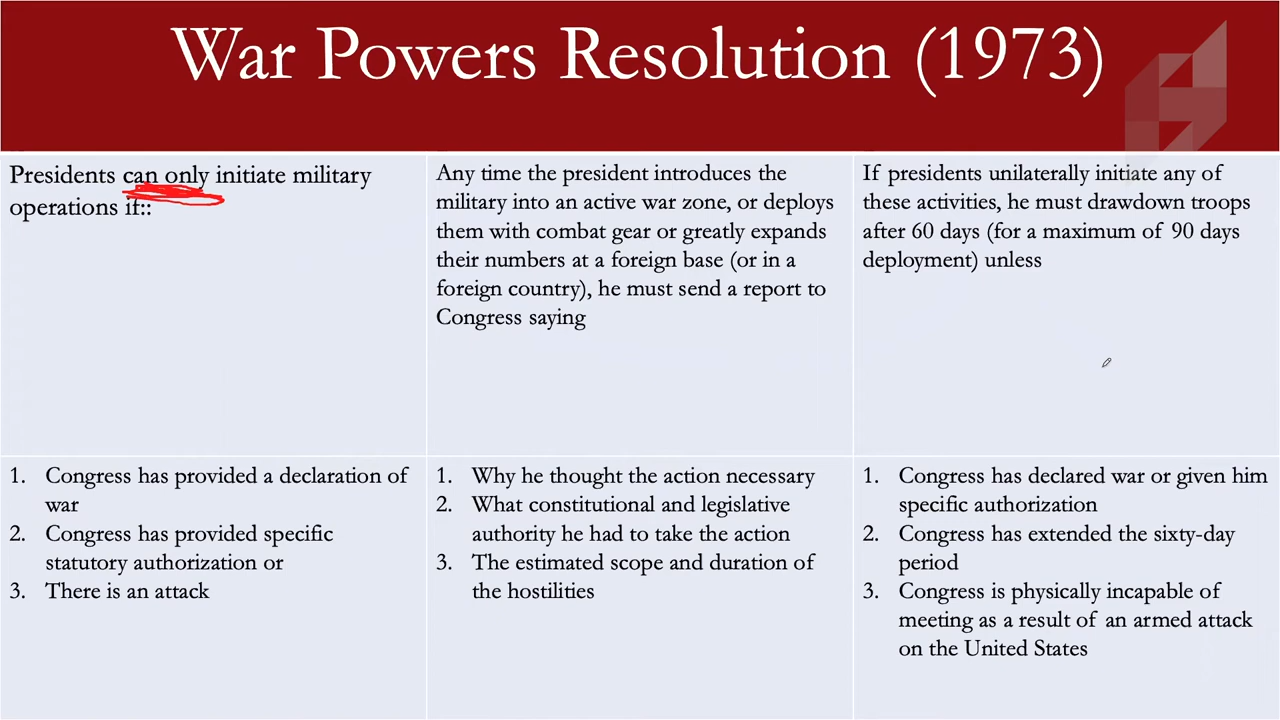 War Powers Resolution (1973)
Presidents can only initiate military
operations if::
Any time the president introduces the
military into an active war zone, or deploys
them with combat gear or greatly expands
their numbers at a foreign base (or in a
foreign country), he must send a report to
Congress saying
If presidents unilaterally initiate any of
these activities, he must drawdown troops
after 60 days (for a maximum of 90 days
deployment) unless
1. Congress has provided a declaration of
war
2. Congress has provided specific
statutory authorization or
3. There is an attack
1. Why he thought the action necessary
2. What constitutional and legislative
authority he had to take the action
3. The estimated scope and duration of
the hostilities
1. Congress has declared war or given him
specific authorization
2. Congress has extended the sixty-day
period
3. Congress is physically incapable of
meeting as a result of an armed attack
on the United States